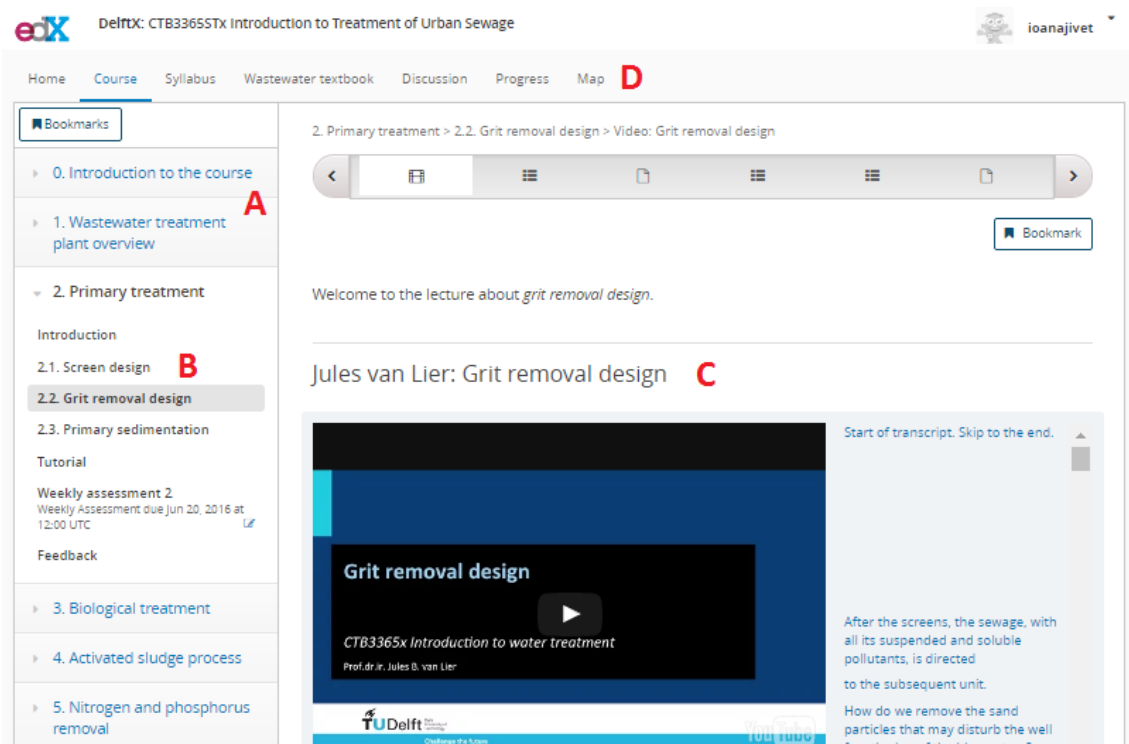 edX
DelftX: CTB3365STx Introduction to Treatment of Urban Sewage
ioanajivet
Home Course Syllabus Wastewater textbook Discussion Progress Map D
Bookmarks
0. Introduction to the course
A
1. Wastewater treatment
plant overview
2. Primary treatment
Introduction
2.1. Screen design B
2.2. Grit removal design
2.3. Primary sedimentation
Tutorial
Weekly assessment 2
Weekly Assessment due Jun 20, 2016 at
12:00 UTC
Feedback
3. Biological treatment
4. Activated sludge process
5. Nitrogen and phosphorus
removal
2. Primary treatment > 2.2. Grit removal design > Video: Grit removal design
Bookmark
Welcome to the lecture about grit removal design.
Jules van Lier: Grit removal design C
Grit removal design
CTB3365x Introduction to water treatment
Prof.dr.ir. Jules B. van Lier
TUDelft
Challenge the future
YouTube
Start of transcript. Skip to the end.
After the screens, the sewage, with
all its suspended and soluble
pollutants, is directed
to the subsequent unit.
How do we remove the sand
particles that may disturb the well